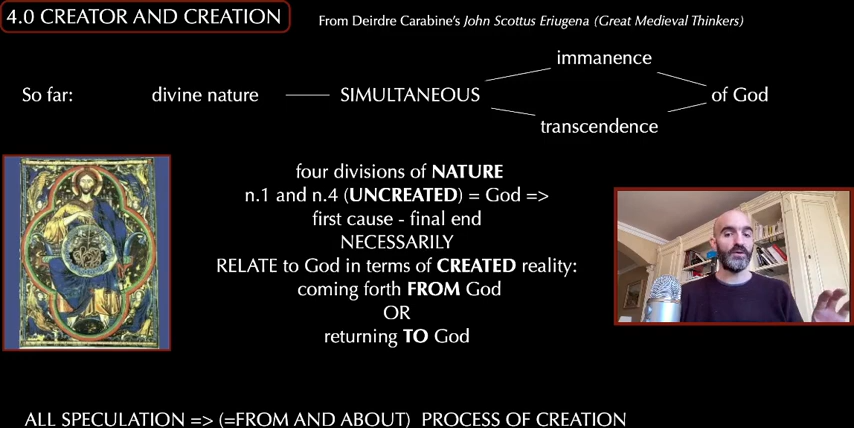 4.0 CREATOR AND CREATION
From Deirdre Carabine's John Scottus Eriugena (Great Medieval Thinkers)
immanence
So far: divine nature SIMULTANEOUS of God
transcendence
four divisions of NATURE
n.1 and n.4 (UNCREATED) = God =>
first cause - final end
NECESSARILY
RELATE to God in terms of CREATED reality:
coming forth FROM God
OR
returning TO God
ALL SPECULATION => (=FROM AND ABOUT) PROCESS OF CREATION